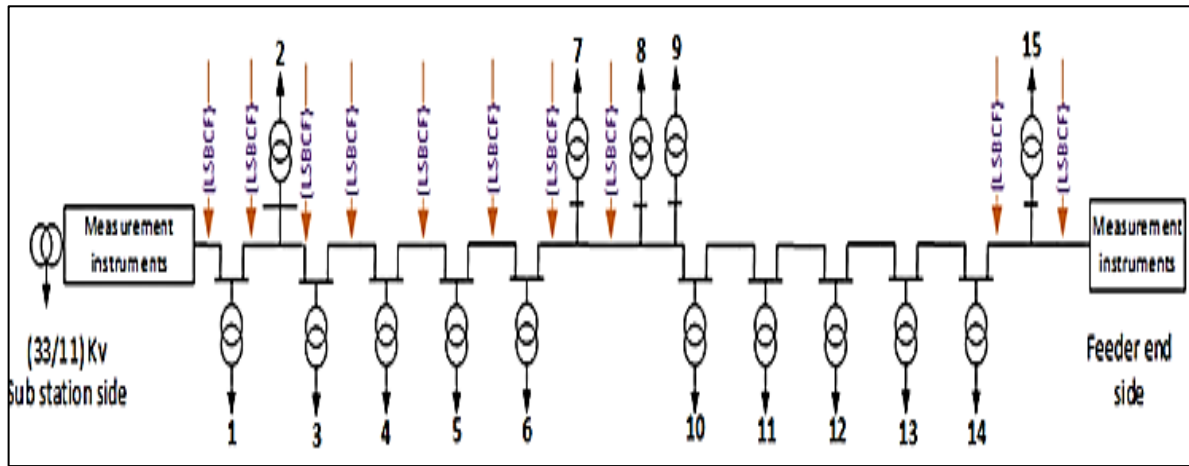 2
7
8
9
15
{LSBCF}
{LSBCF}
{LSBCF}
{LSBCF}
{LSBCF}
{LSBCF}
{LSBCF}
{LSBCF}
{LSBCF}
{LSBCF}
Measurement
instruments
Measurement
instruments
(33/11) Kv
Sub station side
Feeder end
side
1
3
4
5
6
10
11
12
13
14